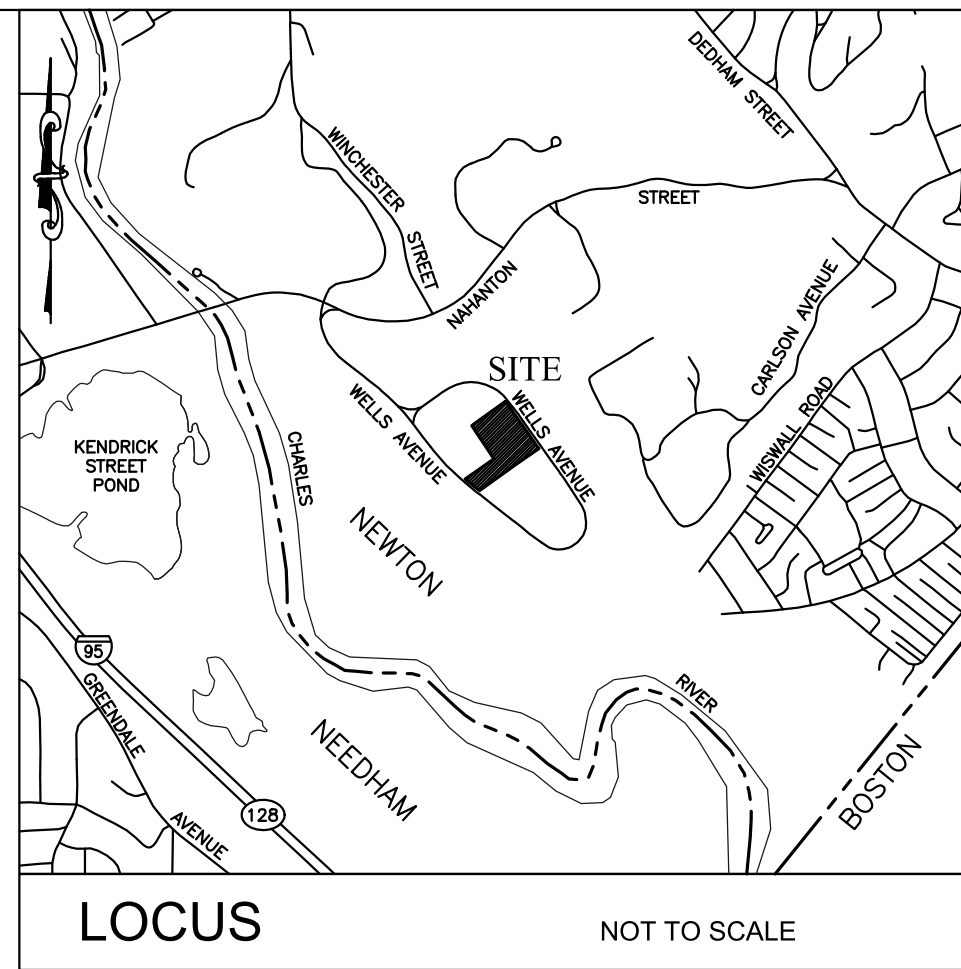 DEDHAM STREET
WINCHESTER
STREET
STREET
NAHANTON
CARLSON AVENUE
SITE
WELLS AVENUE
WELLS AVENUE
WISWALL ROAD
KENDRICK
STREET
POND
CHARLES
NEWTON
95
GREENDALE
AVENUE
RIVER
NEEDHAM
128
BOSTON
LOCUS
NOT TO SCALE